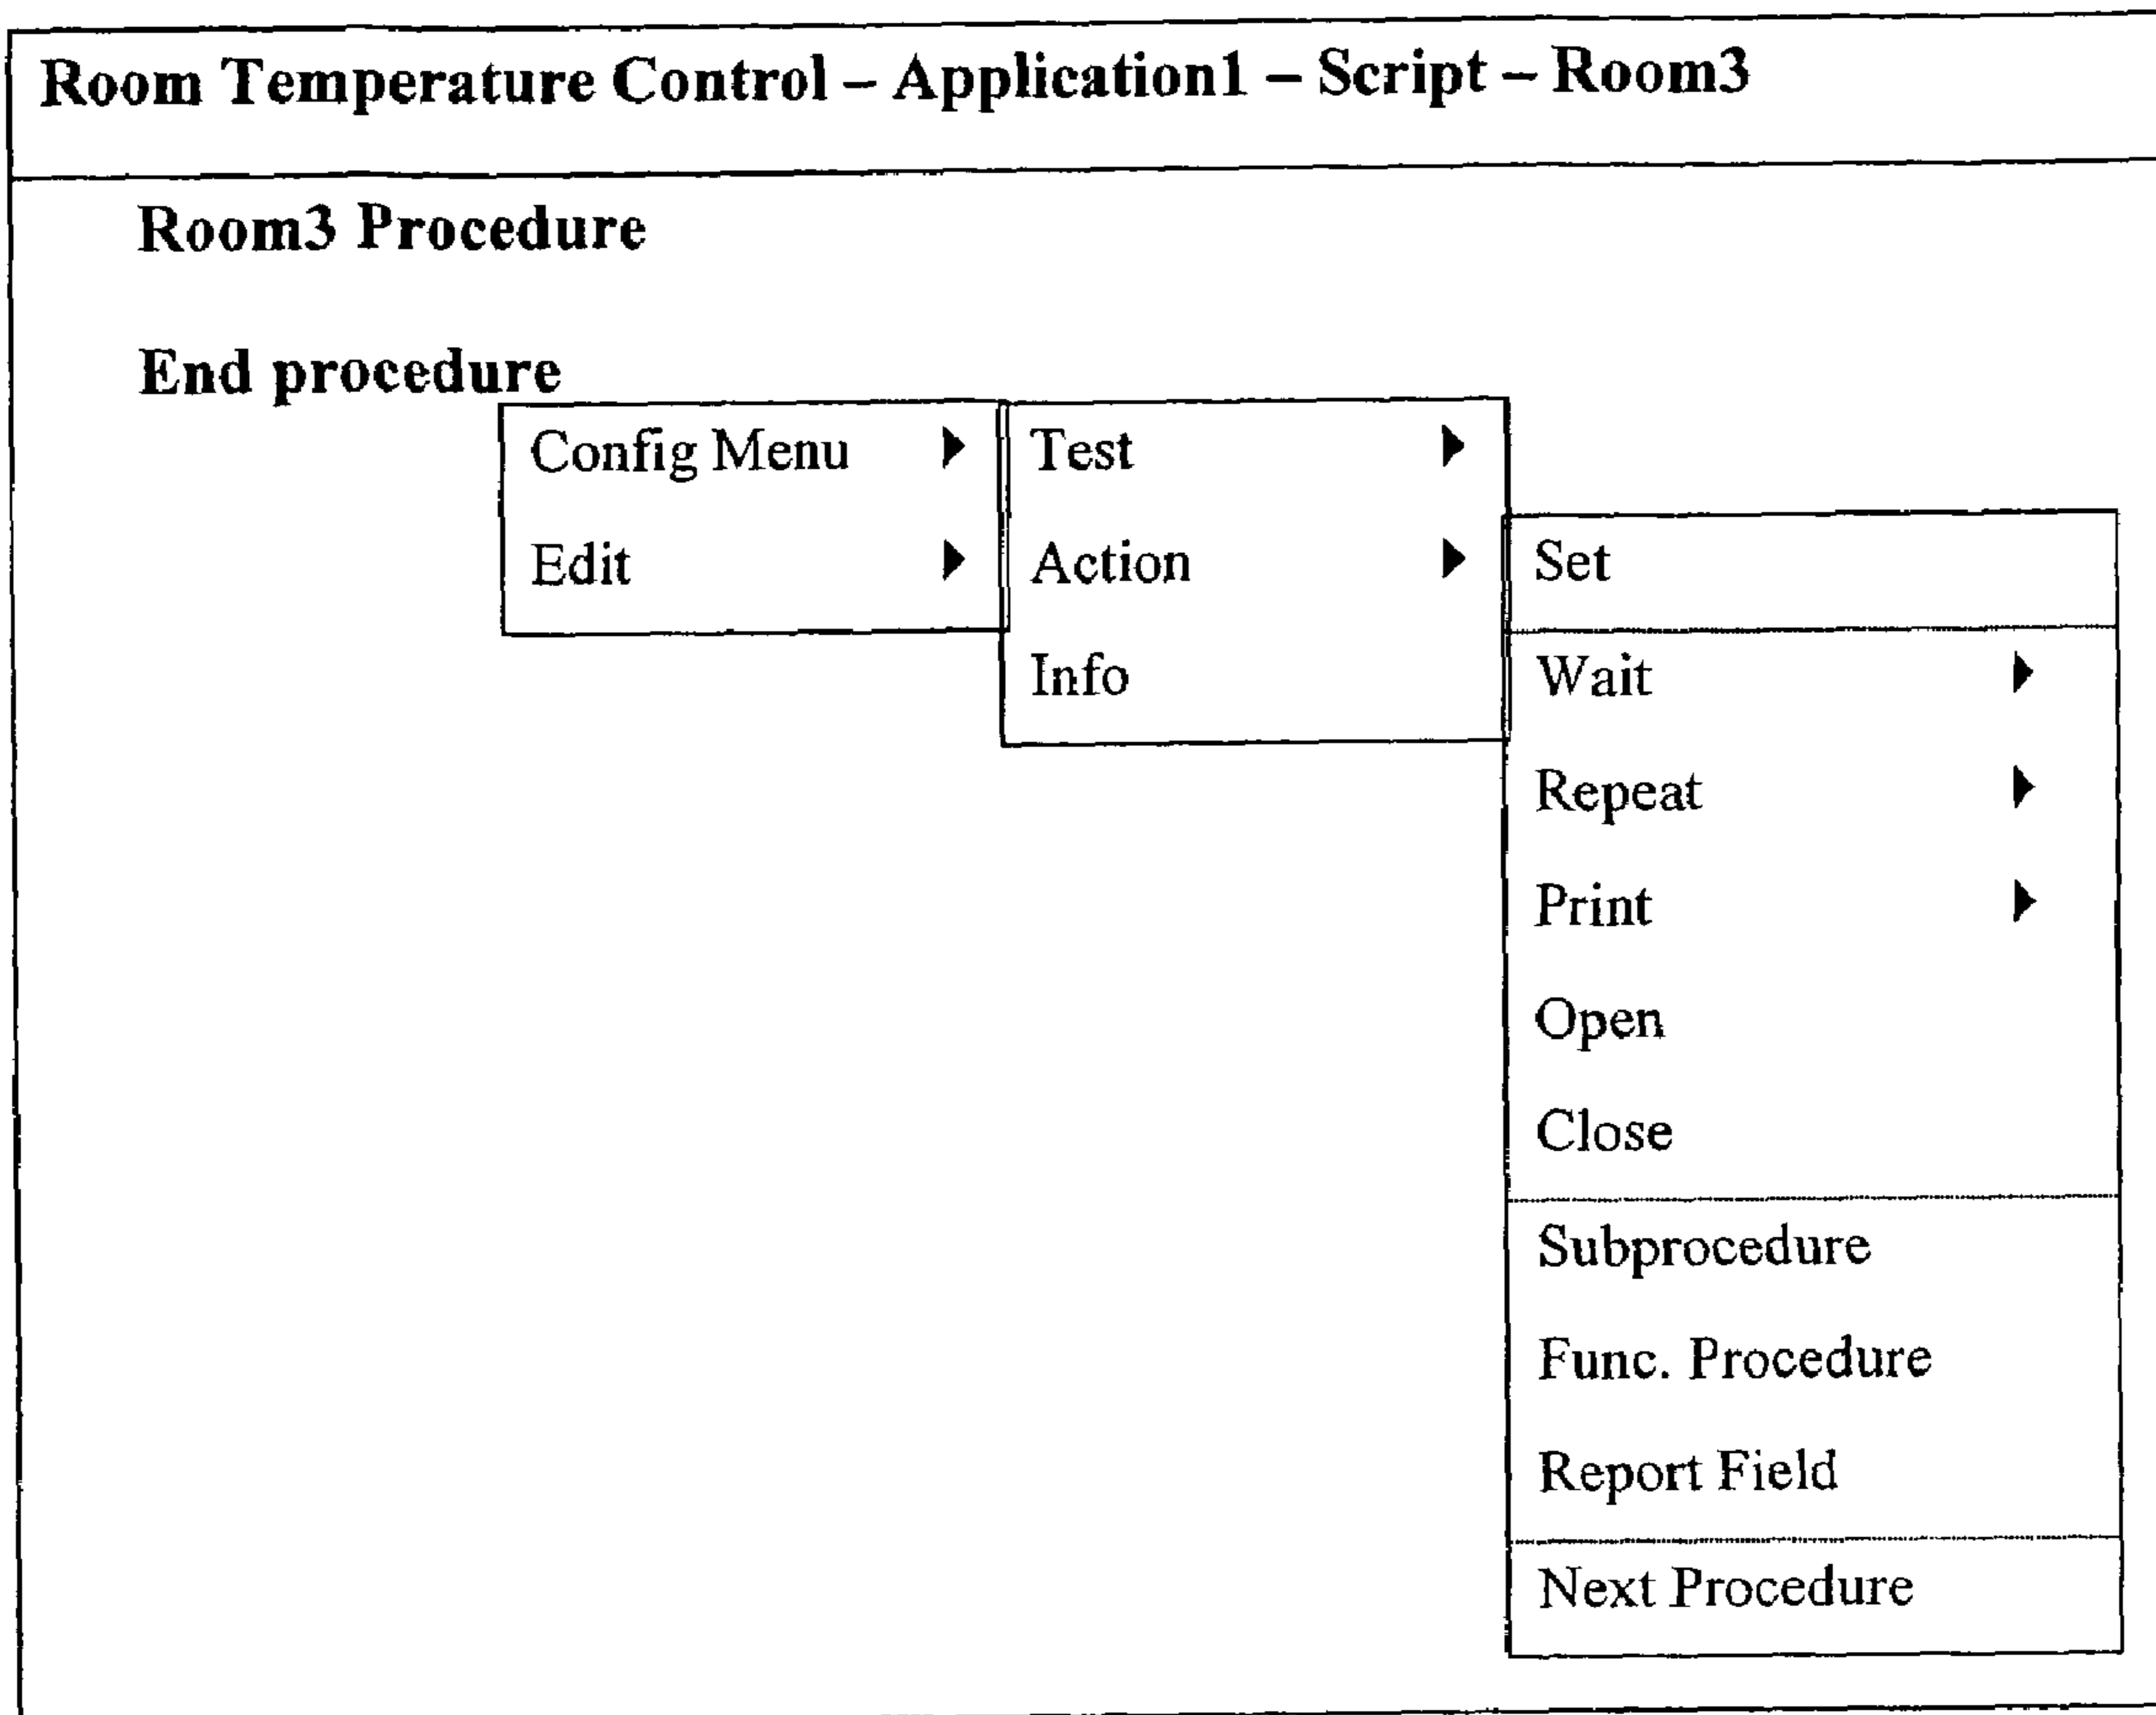 Room Temperature Control – Application1 – Script – Room3
Room3 Procedure
End procedure
Config Menu
Edit
Test
Action
Info
Set
Wait
Repeat
Print
Open
Close
Subprocedure
Func. Procedure
Report Field
Next Procedure